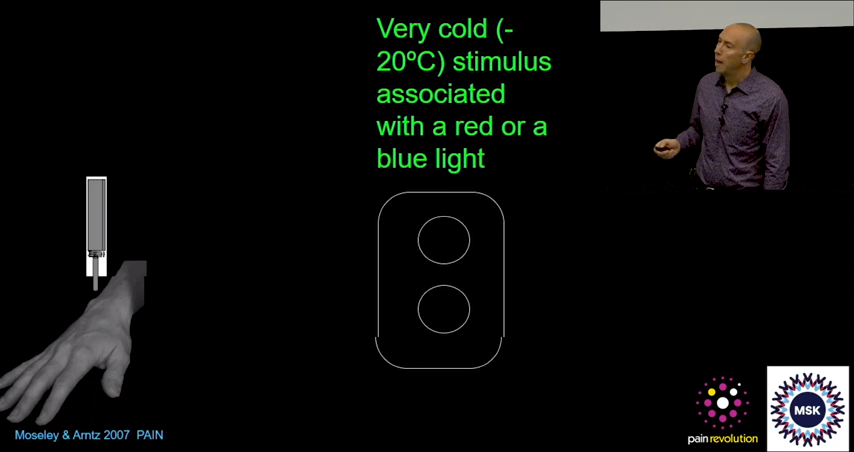 Very cold (-
20ºC) stimulus
associated
with a red or a
blue light
Moseley & Arntz 2007 PAIN
painrevolution
MSK